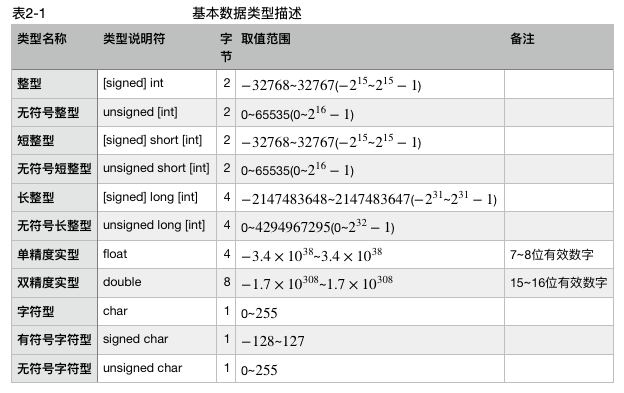 表2-1 基本数据类型描述
类型名称 类型说明符 字节 取值范围 备注
整型 [signed] int 2 −32768~32767(−2^15~2^15 − 1)
无符号整型 unsigned [int] 2 0~65535(0~2^16 − 1)
短整型 [signed] short [int] 2 −32768~32767(−2^15~2^15 − 1)
无符号短整型 unsigned short [int] 2 0~65535(0~2^16 − 1)
长整型 [signed] long [int] 4 −2147483648~2147483647(−2^31~2^31 − 1)
无符号长整型 unsigned long [int] 4 0~4294967295(0~2^32 − 1)
单精度实型 float 4 −3.4 × 10^38~3.4 × 10^38 7~8位有效数字
双精度实型 double 8 −1.7 × 10^308~1.7 × 10^308 15~16位有效数字
字符型 char 1 0~255
有符号字符型 signed char 1 −128~127
无符号字符型 unsigned char 1 0~255